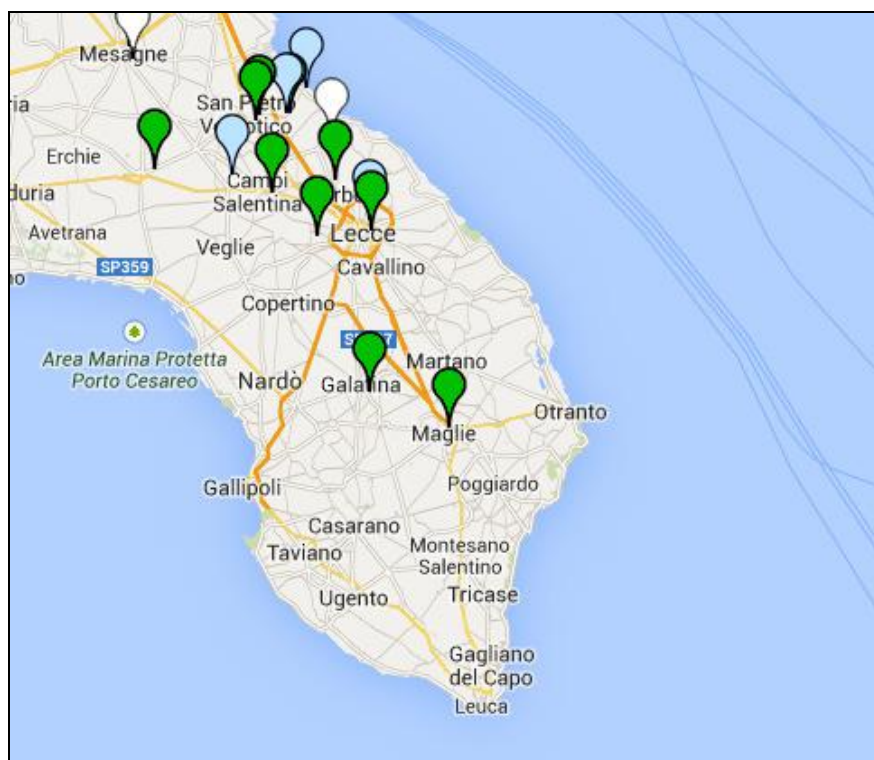 Mesagne
San Pietro
Erchie
Campi
Salentina
Avetrana
Veglie
Lecce
SP359
Cavallino
Copertino
Area Marina Protetta
Porto Cesareo
Martano
Nardò
Galatina
Otranto
Maglie
Gallipoli
Poggiardo
Casarano
Taviano
Montesano
Salentino
Ugento
Tricase
Gagliano
del Capo
Leuca